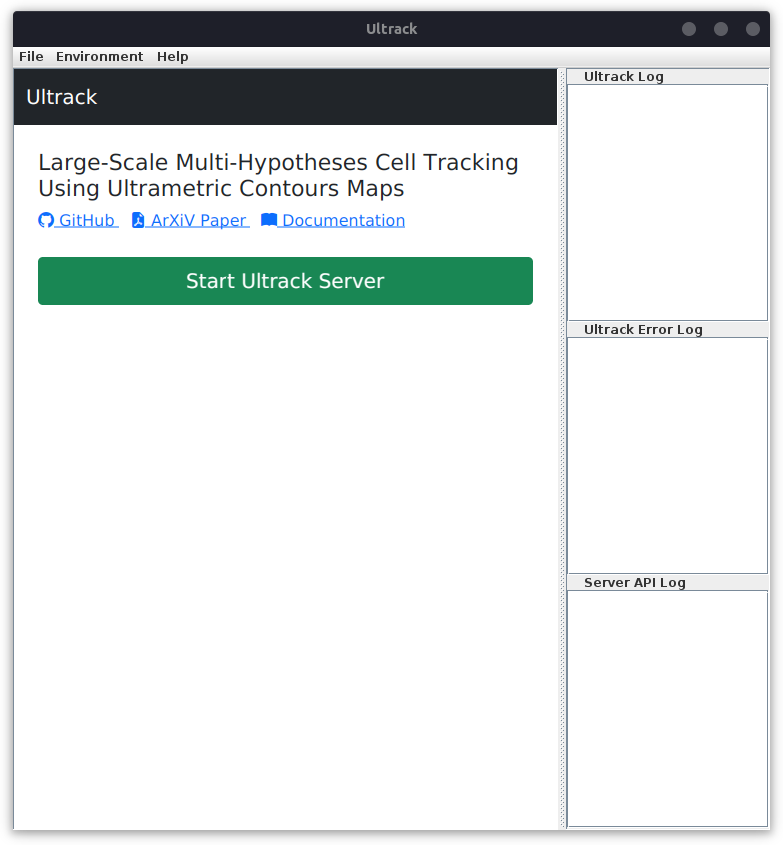 Ultrack
File Environment Help
Ultrack
Large-Scale Multi-Hypotheses Cell Tracking
Using Ultrametric Contours Maps
GitHub ArXiV Paper Documentation
Start Ultrack Server
Ultrack Log
Ultrack Error Log
Server API Log